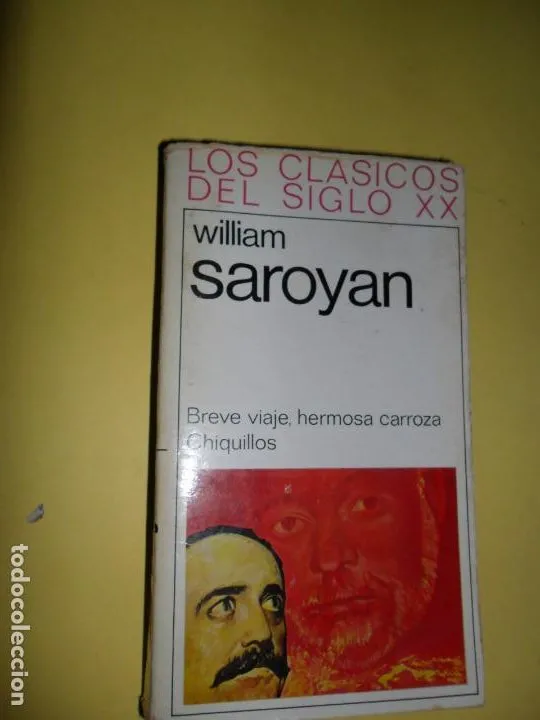 LOS CLASICOS
DEL SIGLO XX
william
saroyan
Breve viaje, hermosa carroza
Chiquillos
todocoleccion